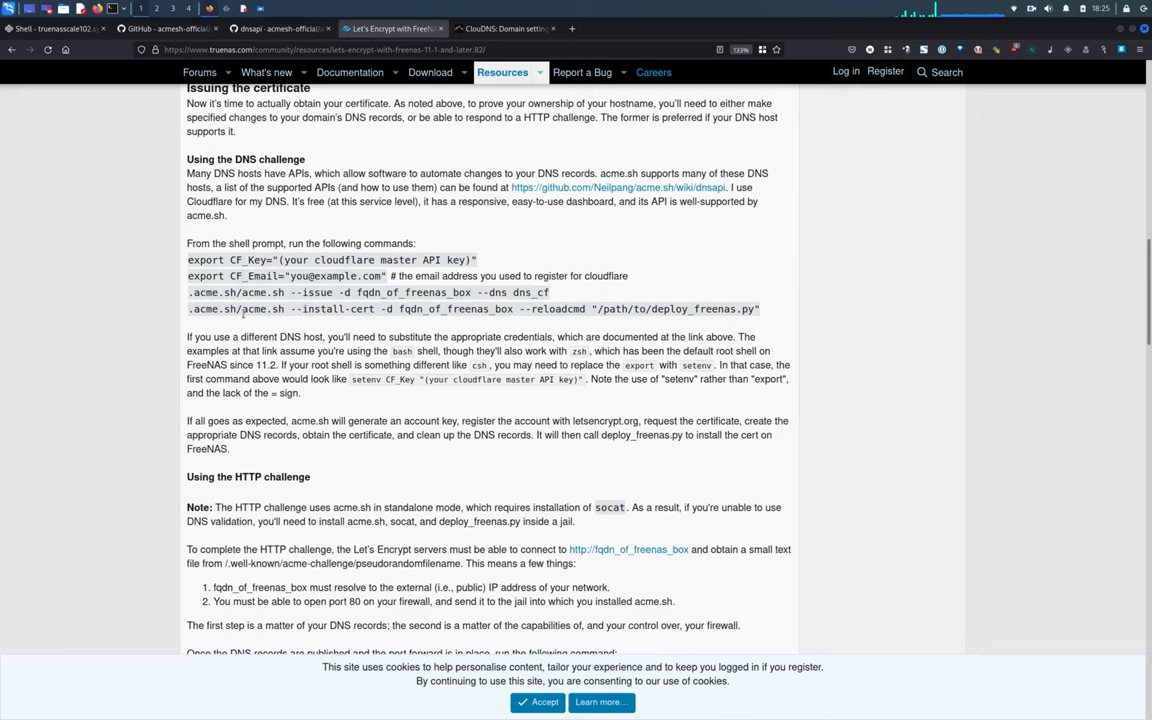 1
2
3
4
18:25
Shell - truenasscale102.sy
GitHub - acmesh-official/a
dnsapi - acmesh-official/a
Let's Encrypt with FreeNAS
ClouDNS: Domain setting
https://www.truenas.com/community/resources/lets-encrypt-with-freenas-11-1-and-later.82/
133%
Forums
What's new
Documentation
Download
Resources
Report a Bug
Careers
Log in
Register
Search
Issuing the certificate
Now it's time to actually obtain your certificate. As noted above, to prove your ownership of your hostname, you'll need to either make
specified changes to your domain's DNS records, or be able to respond to a HTTP challenge. The former is preferred if your DNS host
supports it.
Using the DNS challenge
Many DNS hosts have APIs, which allow software to automate changes to your DNS records. acme.sh supports many of these DNS
hosts, a list of the supported APIs (and how to use them) can be found at https://github.com/Neilpang/acme.sh/wiki/dnsapi. I use
Cloudflare for my DNS. It's free (at this service level), it has a responsive, easy-to-use dashboard, and its API is well-supported by
acme.sh.
From the shell prompt, run the following commands:
export CF_Key="(your cloudflare master API key)"
export CF_Email="you@example.com" # the email address you used to register for cloudflare
.acme.sh/acme.sh --issue -d fqdn_of_freenas_box --dns dns_cf
.acme.sh/acme.sh --install-cert -d fqdn_of_freenas_box --reloadcmd "/path/to/deploy_freenas.py"
If you use a different DNS host, you'll need to substitute the appropriate credentials, which are documented at the link above. The
examples at that link assume you're using the bash shell, though they'll also work with zsh, which has been the default root shell on
FreeNAS since 11.2. If your root shell is something different like csh, you may need to replace the export with setenv. In that case, the
first command above would look like setenv CF_Key "(your cloudflare master API key)". Note the use of "setenv" rather than "export",
and the lack of the = sign.
If all goes as expected, acme.sh will generate an account key, register the account with letsencrypt.org, request the certificate, create the
appropriate DNS records, obtain the certificate, and clean up the DNS records. It will then call deploy_freenas.py to install the cert on
FreeNAS.
Using the HTTP challenge
Note: The HTTP challenge uses acme.sh in standalone mode, which requires installation of socat. As a result, if you're unable to use
DNS validation, you'll need to install acme.sh, socat, and deploy_freenas.py inside a jail.
To complete the HTTP challenge, the Let's Encrypt servers must be able to connect to http://fqdn_of_freenas_box and obtain a small text
file from /.well-known/acme-challenge/pseudorandomfilename. This means a few things:
1. fqdn_of_freenas_box must resolve to the external (i.e., public) IP address of your network.
2. You must be able to open port 80 on your firewall, and send it to the jail into which you installed acme.sh.
The first step is a matter of your DNS records; the second is a matter of the capabilities of, and your control over, your firewall.
Once the DNS records are published and the port forward is in place, run the following command:
This site uses cookies to help personalise content, tailor your experience and to keep you logged in if you register.
By continuing to use this site, you are consenting to our use of cookies.
Accept
Learn more...